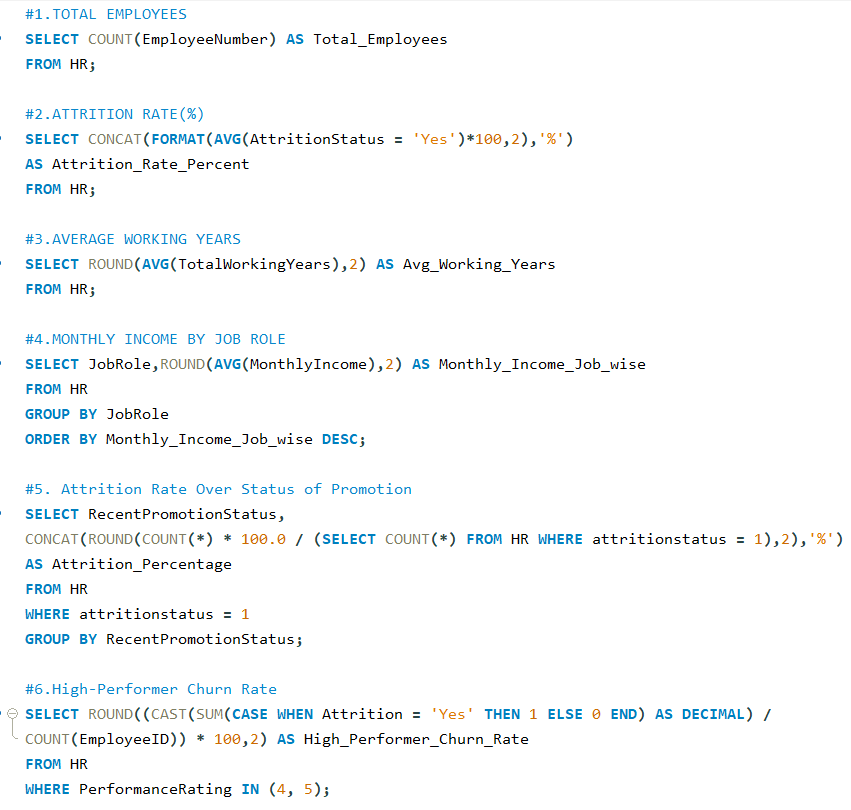 #1.TOTAL EMPLOYEES
SELECT COUNT(EmployeeNumber) AS Total_Employees
FROM HR;
#2.ATTRITION RATE(%)
SELECT CONCAT(FORMAT(AVG(AttritionStatus = 'Yes')*100,2),'%')
AS Attrition_Rate_Percent
FROM HR;
#3.AVERAGE WORKING YEARS
SELECT ROUND(AVG(TotalWorkingYears),2) AS Avg_Working_Years
FROM HR;
#4.MONTHLY INCOME BY JOB ROLE
SELECT JobRole,ROUND(AVG(MonthlyIncome),2) AS Monthly_Income_Job_wise
FROM HR
GROUP BY JobRole
ORDER BY Monthly_Income_Job_wise DESC;
#5. Attrition Rate Over Status of Promotion
SELECT RecentPromotionStatus,
CONCAT(ROUND(COUNT(*) * 100.0 / (SELECT COUNT(*) FROM HR WHERE attritionstatus = 1),2),'%')
AS Attrition_Percentage
FROM HR
WHERE attritionstatus = 1
GROUP BY RecentPromotionStatus;
#6.High-Performer Churn Rate
SELECT ROUND((CAST(SUM(CASE WHEN Attrition = 'Yes' THEN 1 ELSE 0 END) AS DECIMAL) /
COUNT(EmployeeID)) * 100,2) AS High_Performer_Churn_Rate
FROM HR
WHERE PerformanceRating IN (4, 5);